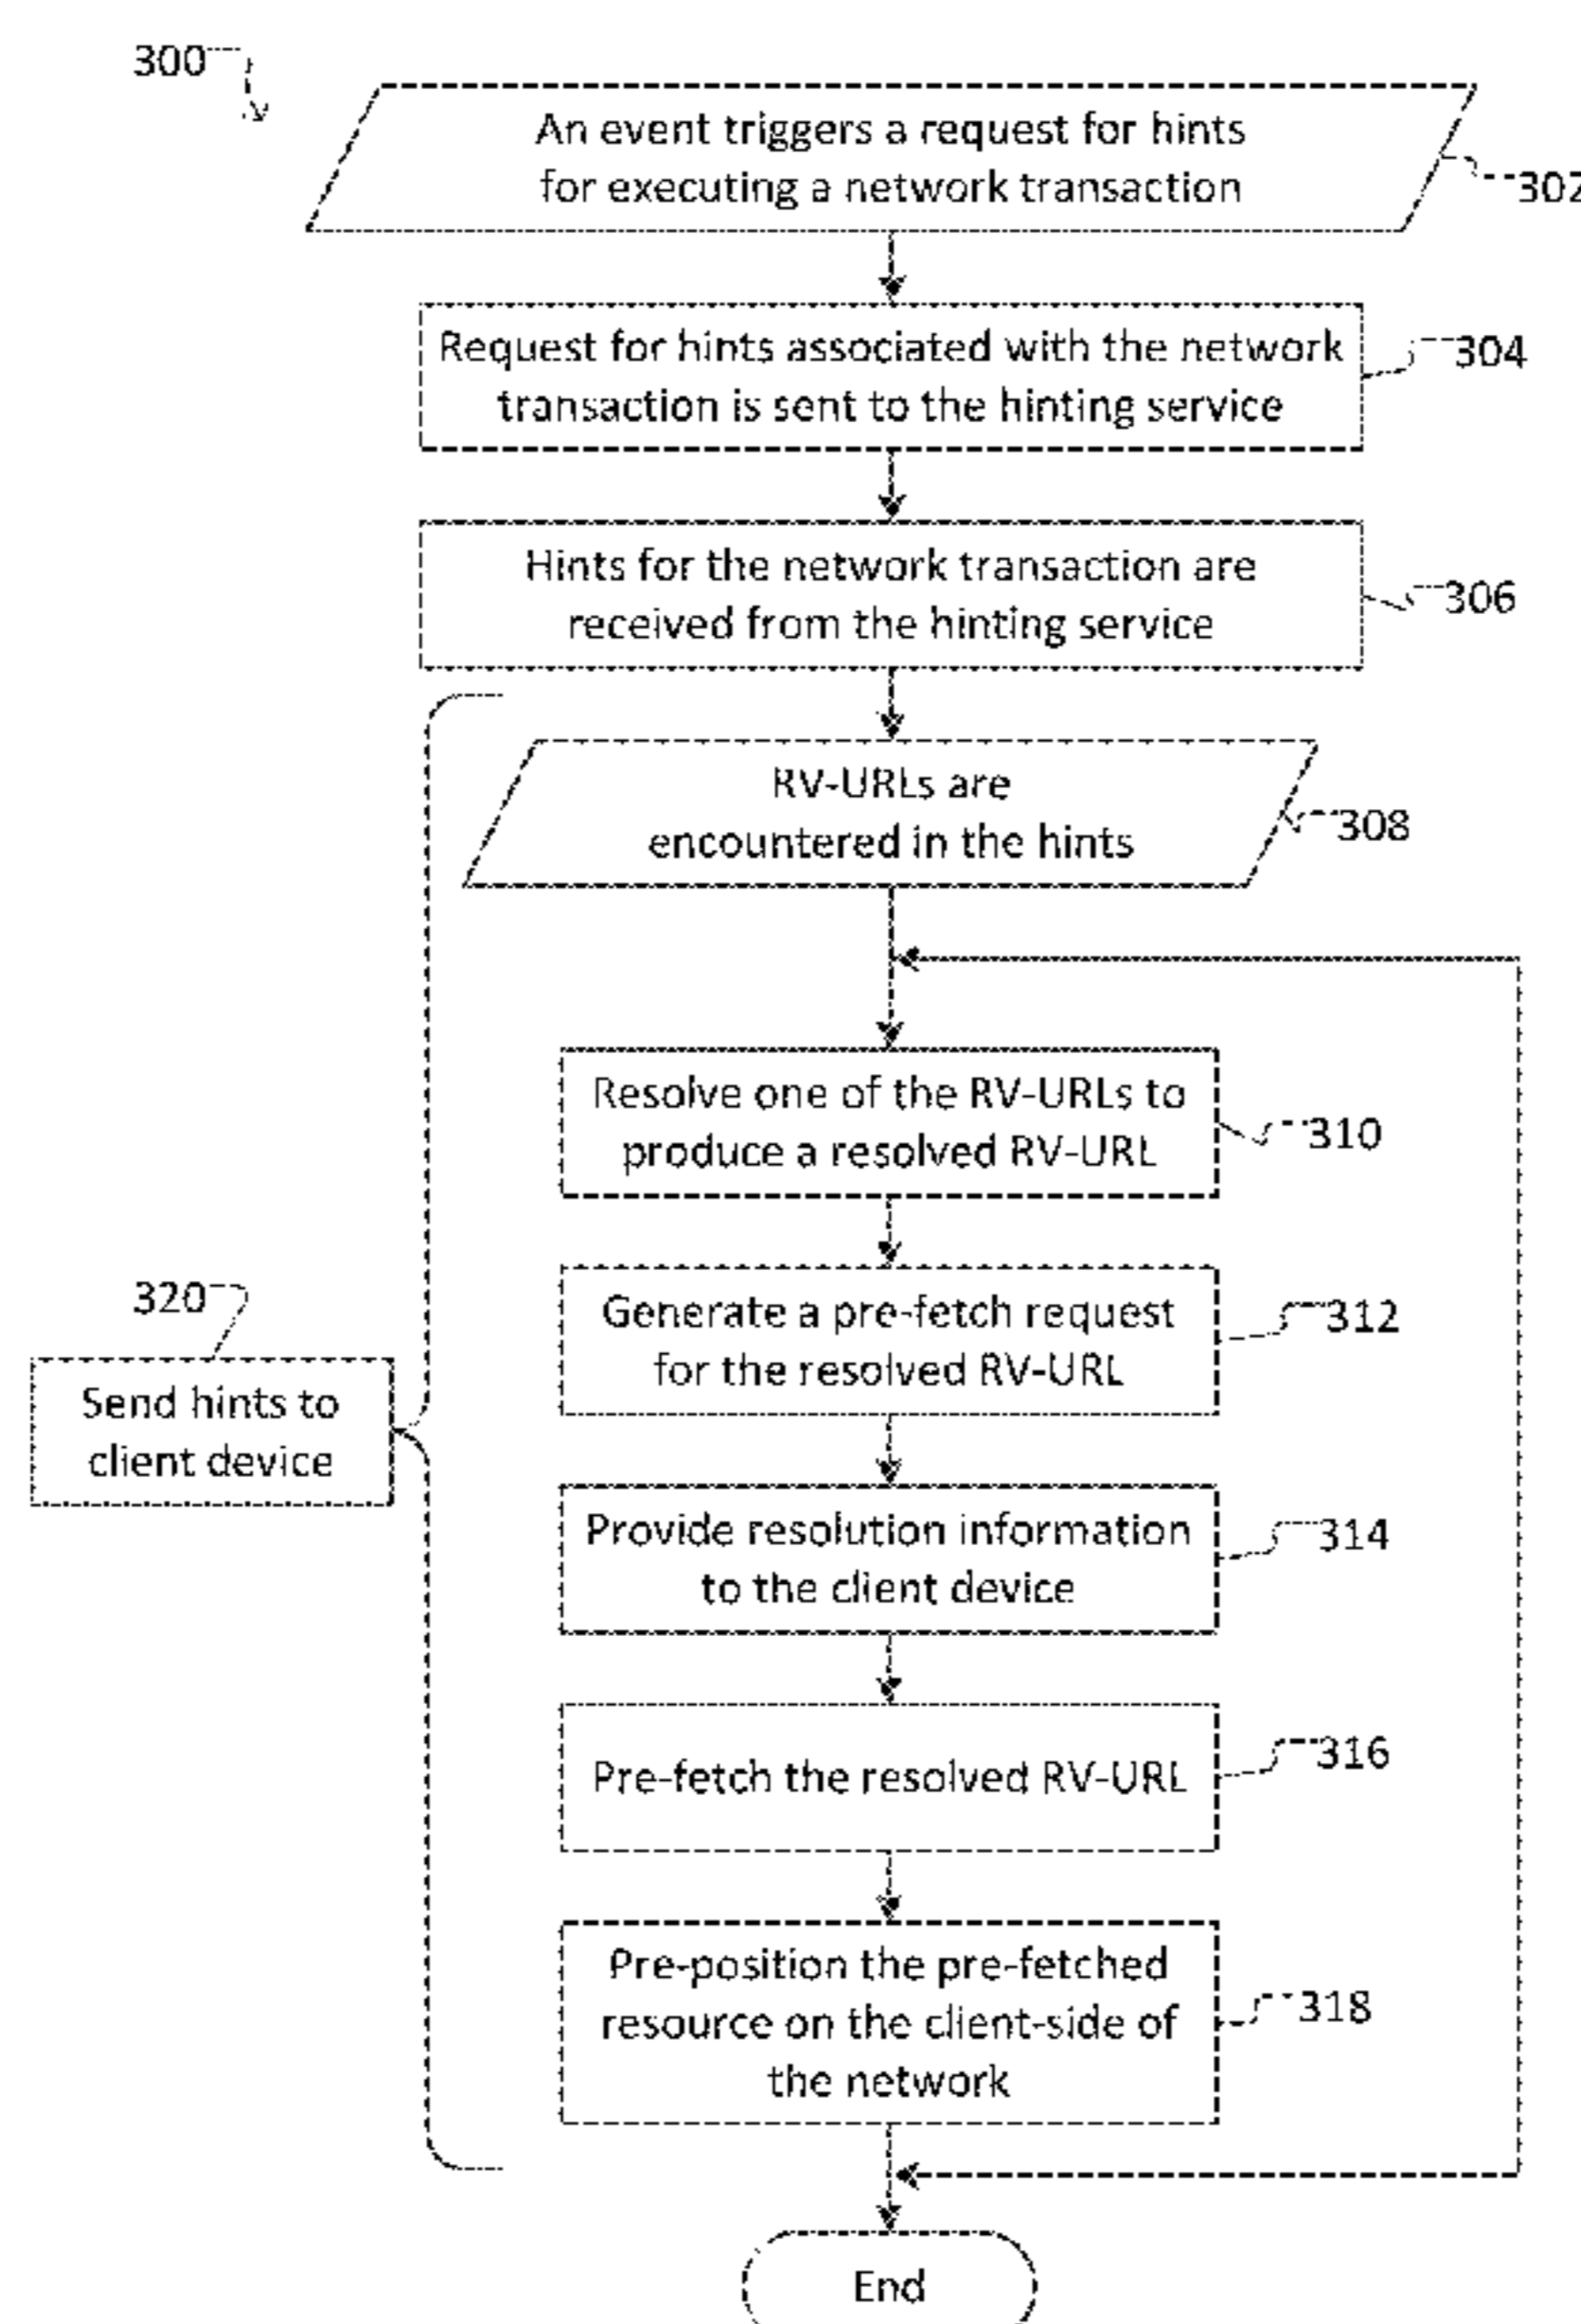 300
An event triggers a request for hints
for executing a network transaction
302
Request for hints associated with the network
transaction is sent to the hinting service
304
Hints for the network transaction are
received from the hinting service
306
RV-URLs are
encountered in the hints
308
Resolve one of the RV-URLs to
produce a resolved RV-URL
310
320
Send hints to
client device
Generate a pre-fetch request
for the resolved RV-URL
312
Provide resolution information
to the client device
314
Pre-fetch the resolved RV-URL
316
Pre-position the pre-fetched
resource on the client-side of
the network
318
End